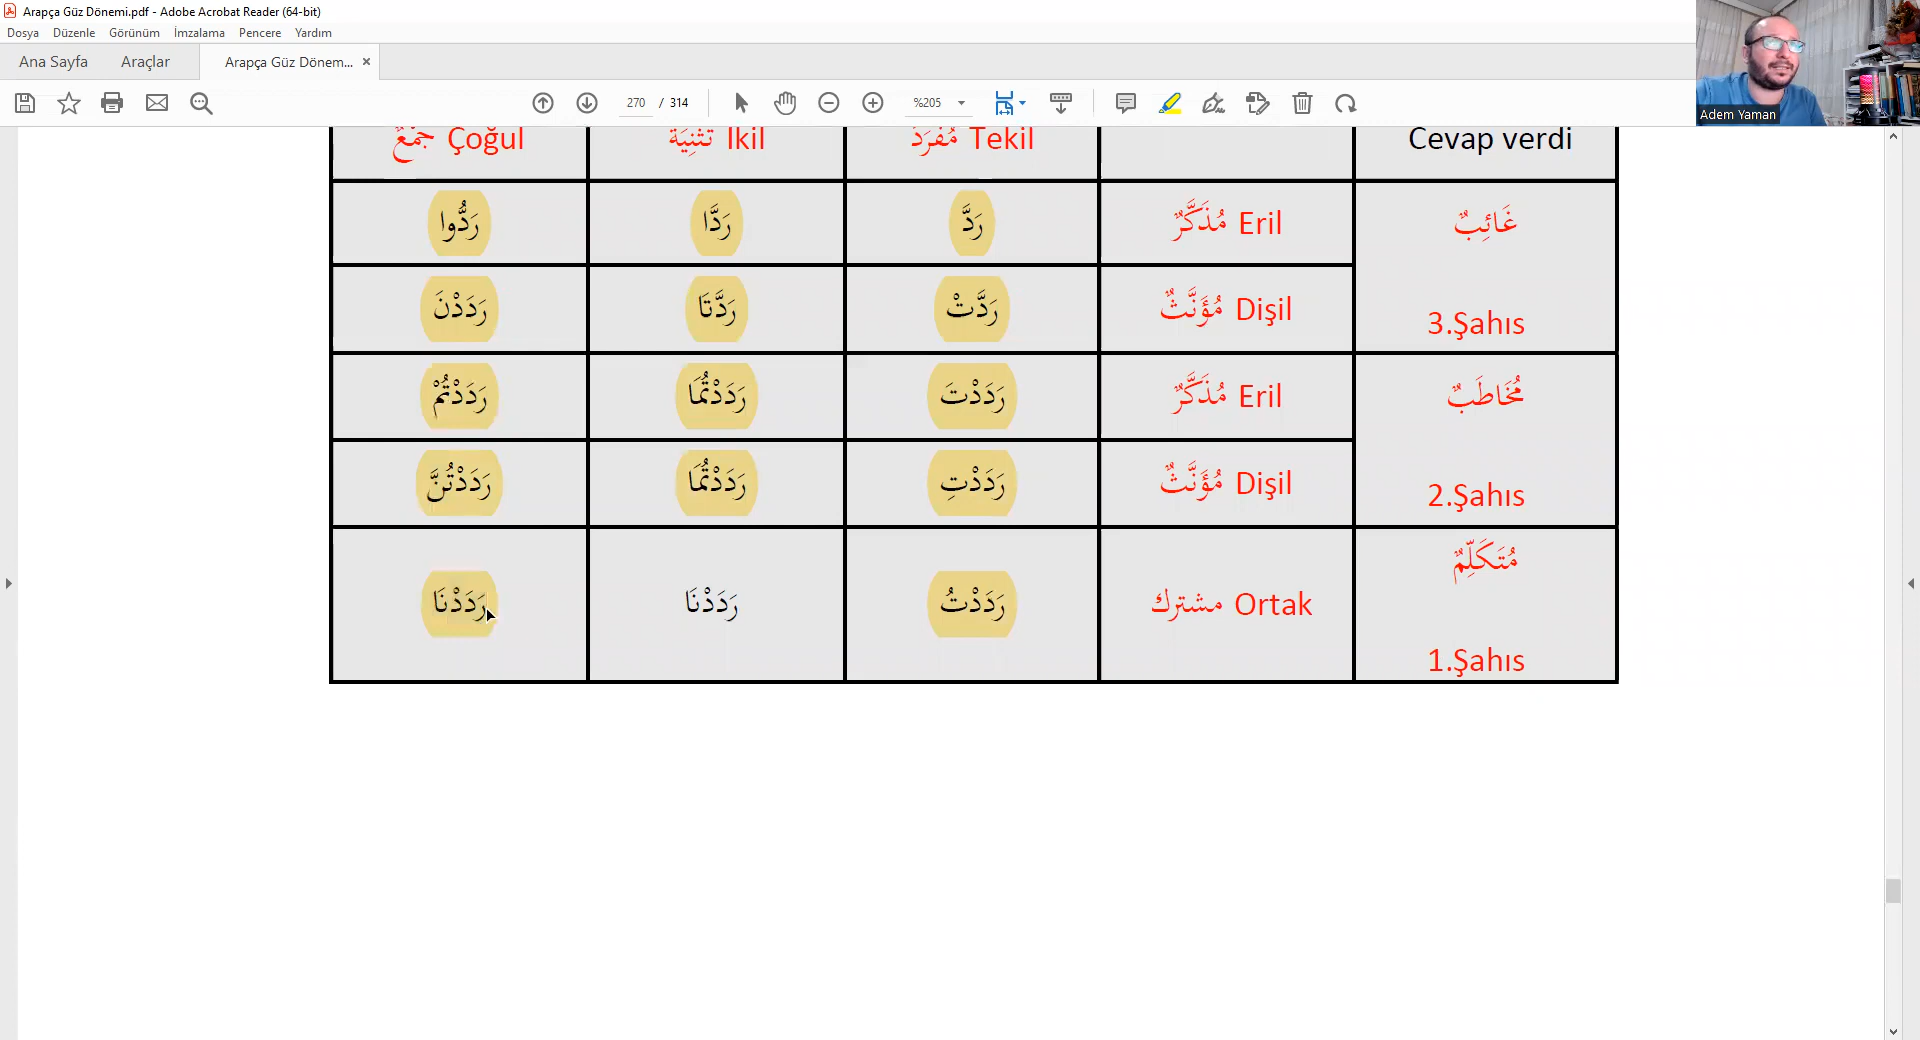 Arapça Güz Dönemi.pdf - Adobe Acrobat Reader (64-bit)
Dosya Düzenle Görünüm İmzalama Pencere Yardım
Ana Sayfa Araçlar Arapça Güz Dönem... ×
270 / 314 %205
Adem Yaman
جَمْعٌ Çoğul تَثْنِيَة İkil مُفْرَدٌ Tekil Cevap verdi
رَدُّوا رَدَّا رَدَّ مُذَكَّرٌ Eril غَائِبٌ
رَدَدْنَ رَدَّتَا رَدَّتْ مُؤَنَّثٌ Dişil 3.Şahıs
رَدَدْتُمْ رَدَدْتُمَا رَدَدْتَ مُذَكَّرٌ Eril مُخَاطَبٌ
رَدَدْتُنَّ رَدَدْتُمَا رَدَدْتِ مُؤَنَّثٌ Dişil 2.Şahıs
مُتَكَلِّمٌ
رَدَدْنَا رَدَدْنَا رَدَدْتُ مشترك Ortak
1.Şahıs